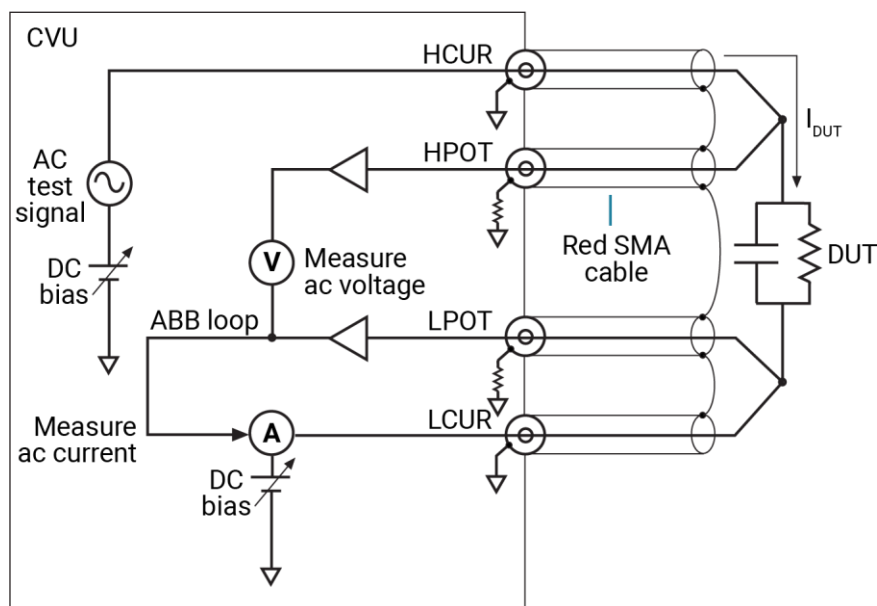 CVU
HCUR
I_DUT
AC
test
signal
HPOT
V
Measure
ac voltage
Red SMA
cable
DUT
DC
bias
ABB loop
LPOT
Measure
ac current
A
LCUR
DC
bias